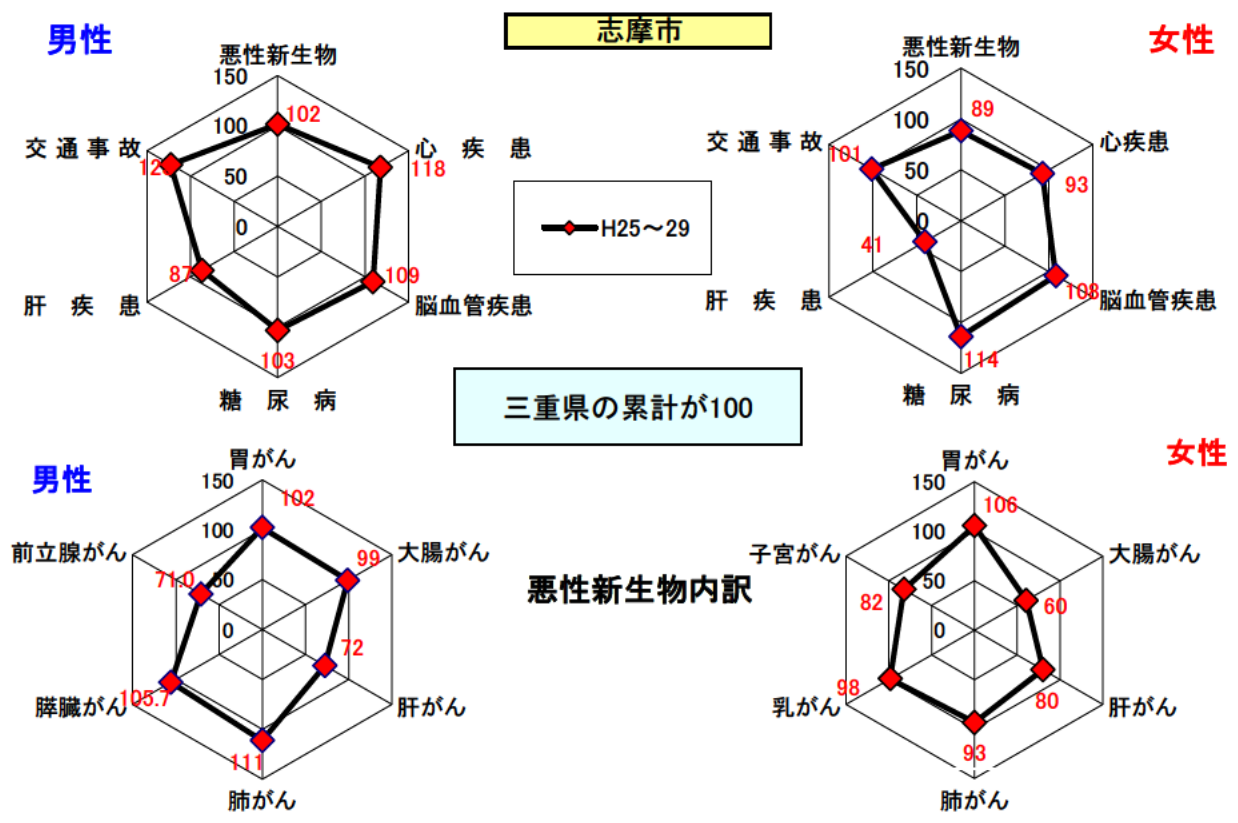 志摩市
男性
悪性新生物
心 疾 患
脳血管疾患
糖 尿 病
肝 疾 患
交 通 事 故
150
100
50
0
102
118
109
103
87
女性
悪性新生物
心疾患
脳血管疾患
糖 尿 病
肝 疾 患
交 通 事 故
150
100
50
0
89
93
108
114
41
101
H25～29
三重県の累計が100
悪性新生物内訳
男性
胃がん
大腸がん
肝がん
肺がん
膵臓がん
前立腺がん
150
100
50
0
102
99
72
111
105.7
71.0
女性
胃がん
大腸がん
肝がん
肺がん
乳がん
子宮がん
150
100
50
0
106
60
80
93
98
82